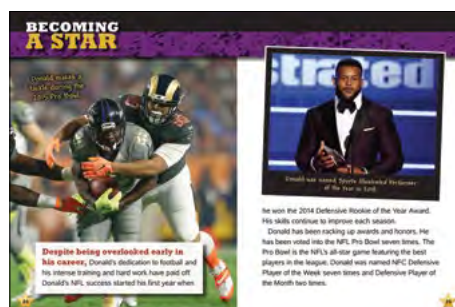 BECOMING
A STAR
Donald makes a
tackle during the
2015 Pro Bowl.
Despite being overlooked early in
his career, Donald's dedication to football and
his intense training and hard work have paid off.
Donald's NFL success started his first year when
strated
Donald was named Sports Illustrated Performer
of the Year in 2018.
he won the 2014 Defensive Rookie of the Year Award.
His skills continue to improve each season.
Donald has been racking up awards and honors. He
has been voted into the NFL Pro Bowl seven times. The
Pro Bowl is the NFL's all-star game featuring the best
players in the league. Donald was named NFC Defensive
Player of the Week seven times and Defensive Player of
the Month two times.